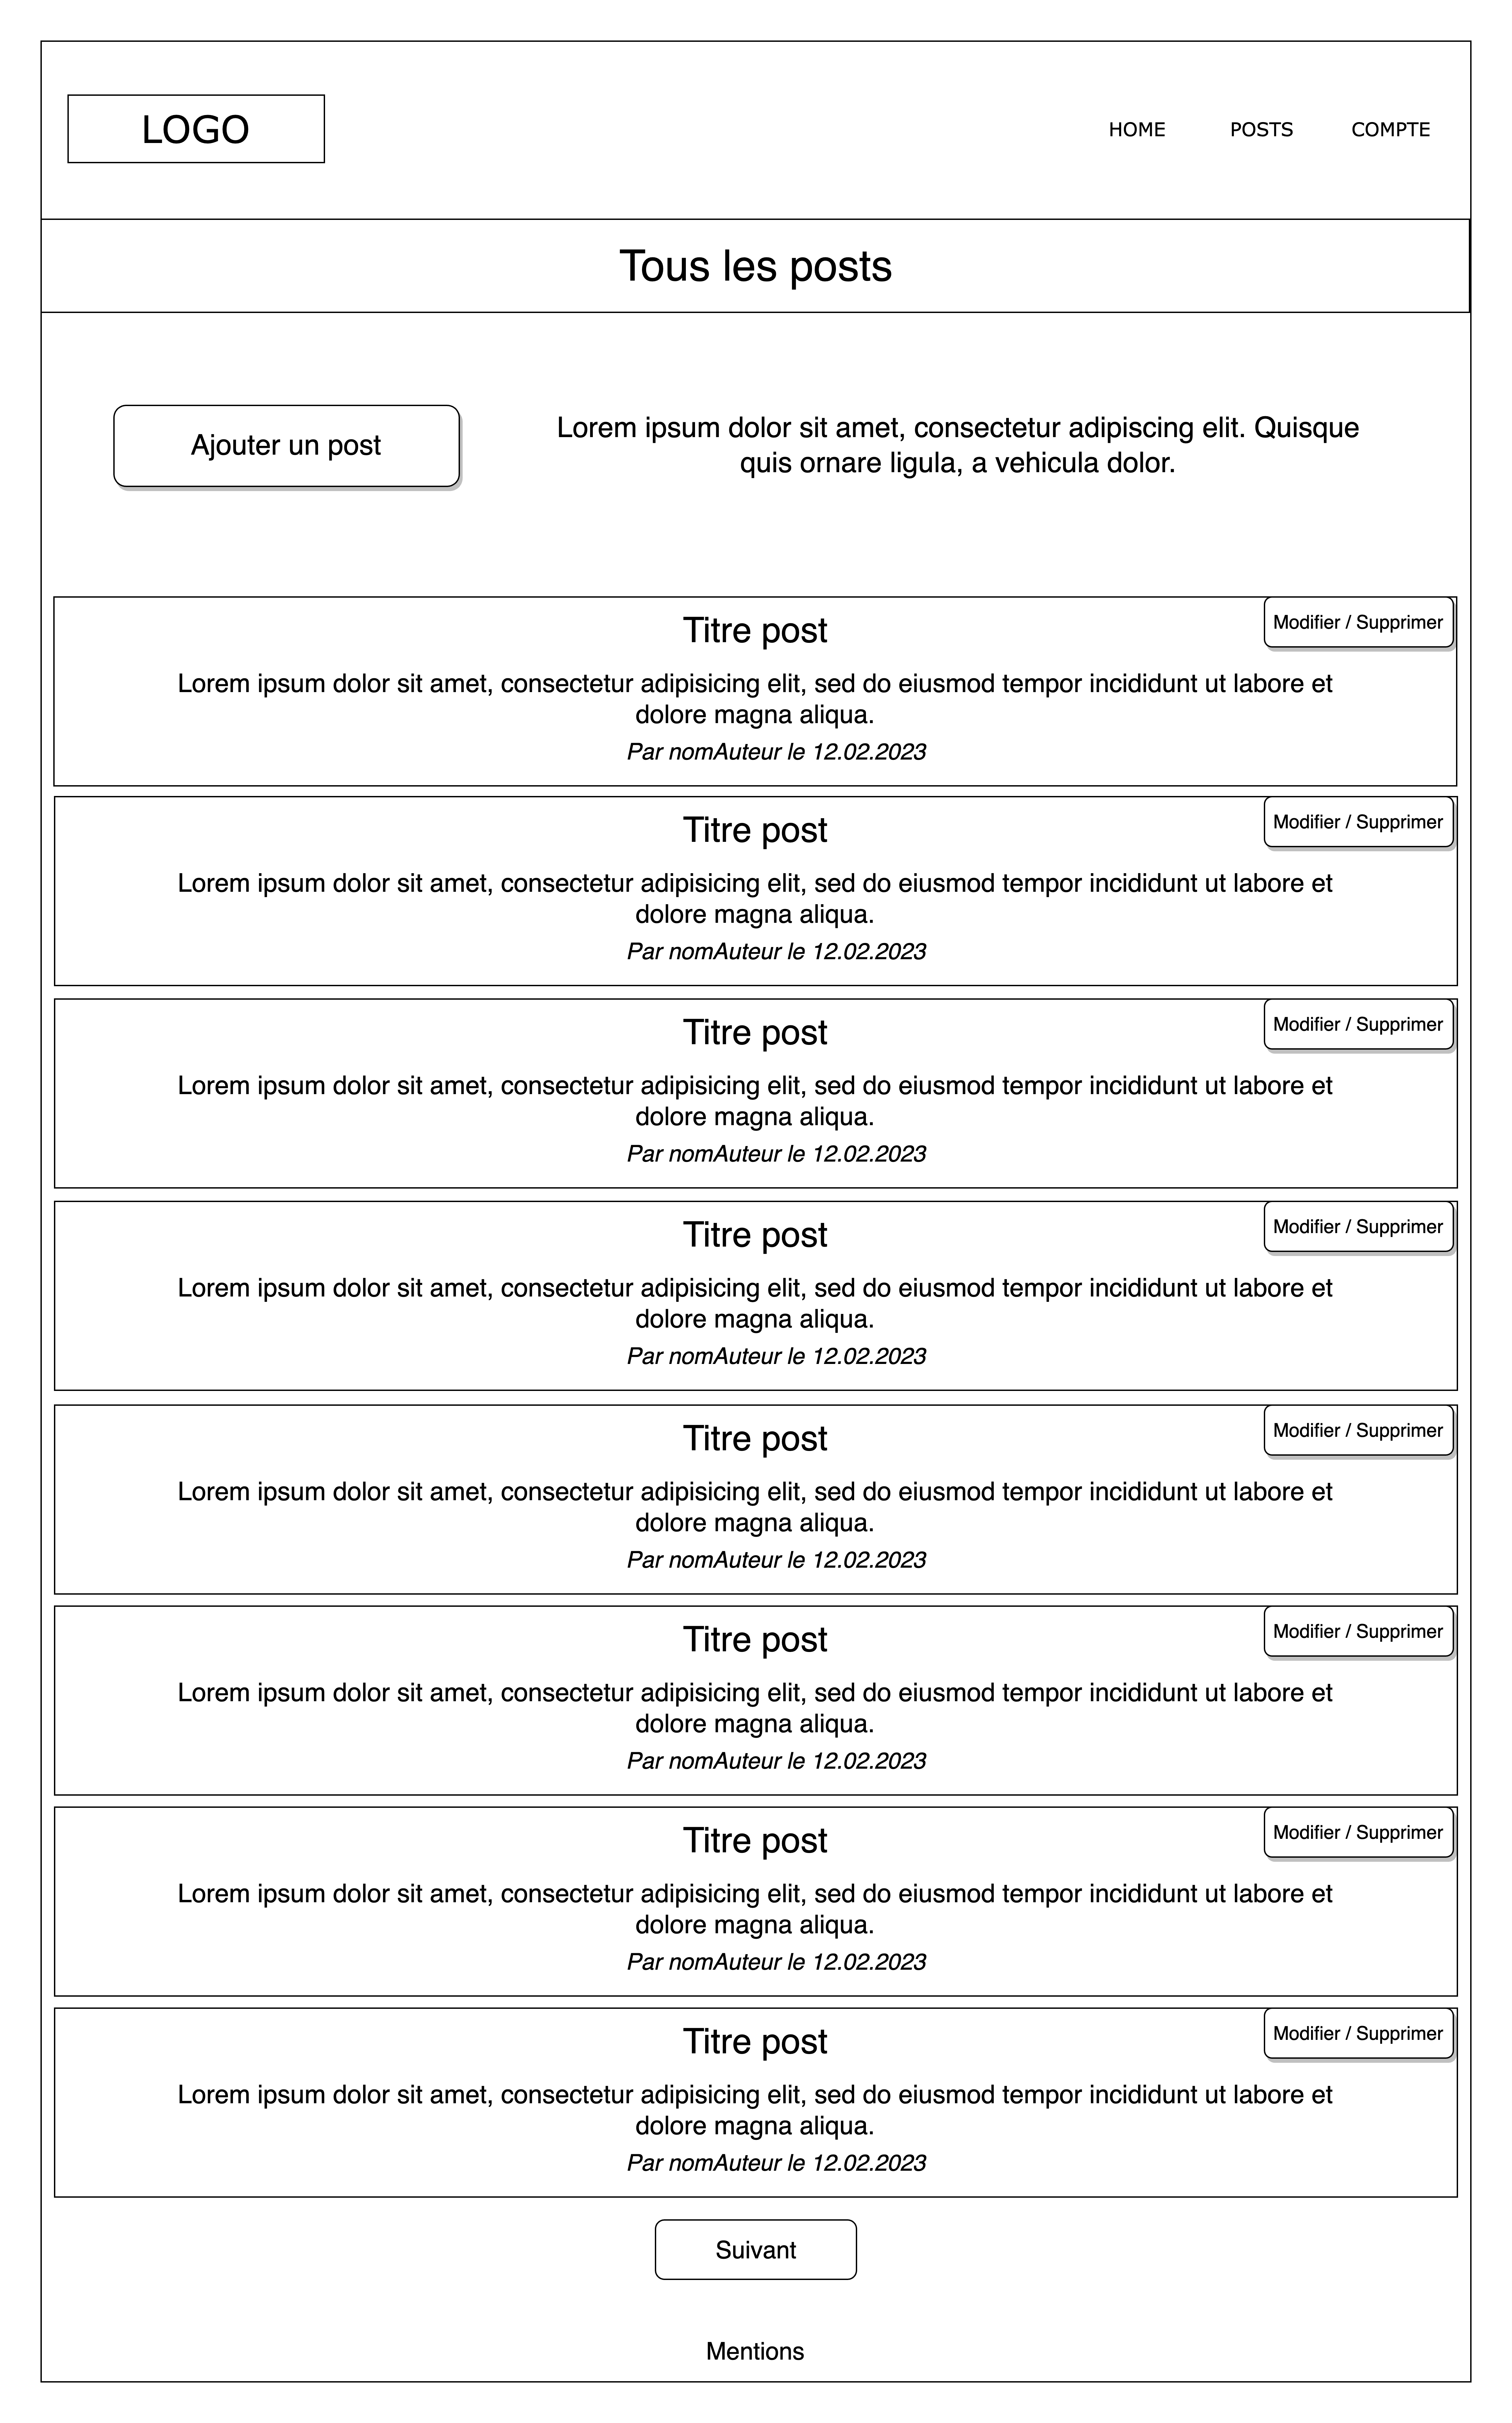 LOGO
HOME POSTS COMPTE
Tous les posts
Ajouter un post
Lorem ipsum dolor sit amet, consectetur adipiscing elit. Quisque
quis ornare ligula, a vehicula dolor.
Titre post
Modifier / Supprimer
Lorem ipsum dolor sit amet, consectetur adipisicing elit, sed do eiusmod tempor incididunt ut labore et
dolore magna aliqua.
Par nomAuteur le 12.02.2023
Titre post
Modifier / Supprimer
Lorem ipsum dolor sit amet, consectetur adipisicing elit, sed do eiusmod tempor incididunt ut labore et
dolore magna aliqua.
Par nomAuteur le 12.02.2023
Titre post
Modifier / Supprimer
Lorem ipsum dolor sit amet, consectetur adipisicing elit, sed do eiusmod tempor incididunt ut labore et
dolore magna aliqua.
Par nomAuteur le 12.02.2023
Titre post
Modifier / Supprimer
Lorem ipsum dolor sit amet, consectetur adipisicing elit, sed do eiusmod tempor incididunt ut labore et
dolore magna aliqua.
Par nomAuteur le 12.02.2023
Titre post
Modifier / Supprimer
Lorem ipsum dolor sit amet, consectetur adipisicing elit, sed do eiusmod tempor incididunt ut labore et
dolore magna aliqua.
Par nomAuteur le 12.02.2023
Titre post
Modifier / Supprimer
Lorem ipsum dolor sit amet, consectetur adipisicing elit, sed do eiusmod tempor incididunt ut labore et
dolore magna aliqua.
Par nomAuteur le 12.02.2023
Titre post
Modifier / Supprimer
Lorem ipsum dolor sit amet, consectetur adipisicing elit, sed do eiusmod tempor incididunt ut labore et
dolore magna aliqua.
Par nomAuteur le 12.02.2023
Titre post
Modifier / Supprimer
Lorem ipsum dolor sit amet, consectetur adipisicing elit, sed do eiusmod tempor incididunt ut labore et
dolore magna aliqua.
Par nomAuteur le 12.02.2023
Suivant
Mentions